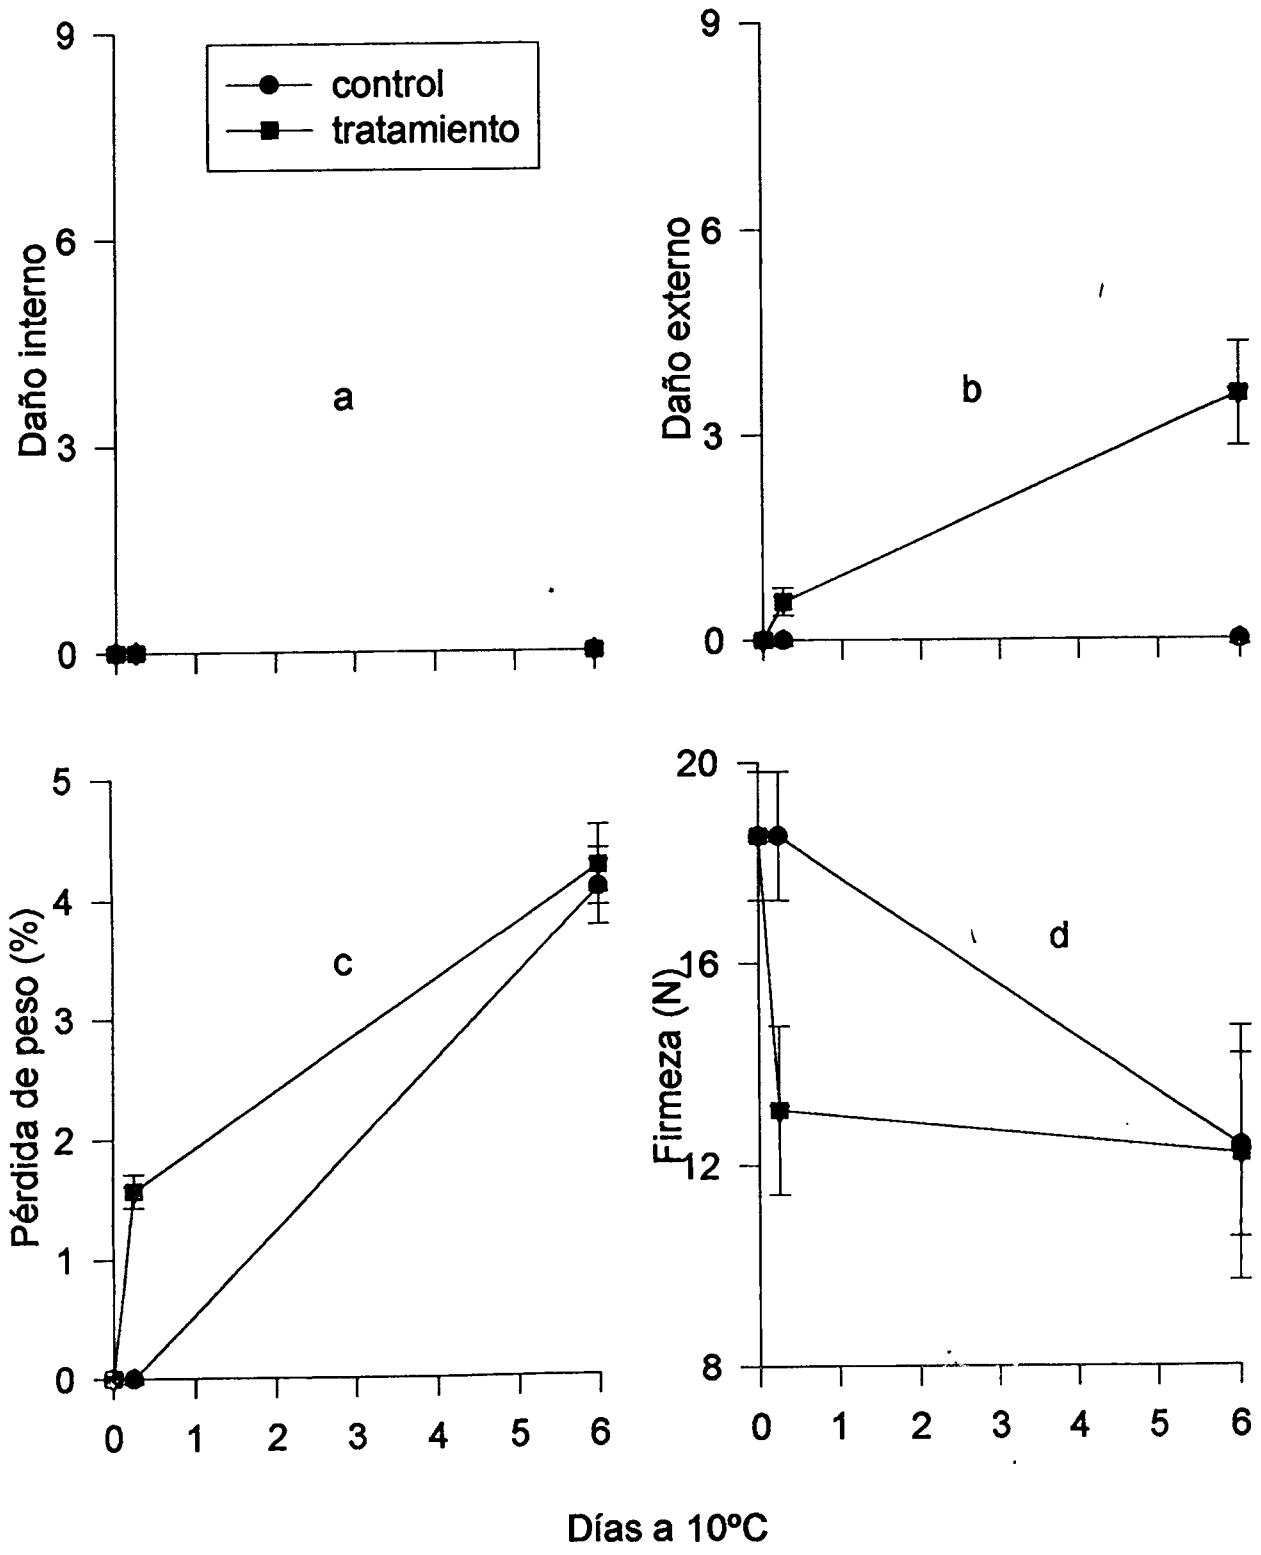 9
6
3
0
Daño interno
control
tratamiento
a
9
6
3
0
Daño externo
b
5
4
3
2
1
0
Pérdida de peso (%)
c
0 1 2 3 4 5 6
20
16
12
8
Firmeza (N)
d
0 1 2 3 4 5 6
Días a 10ºC